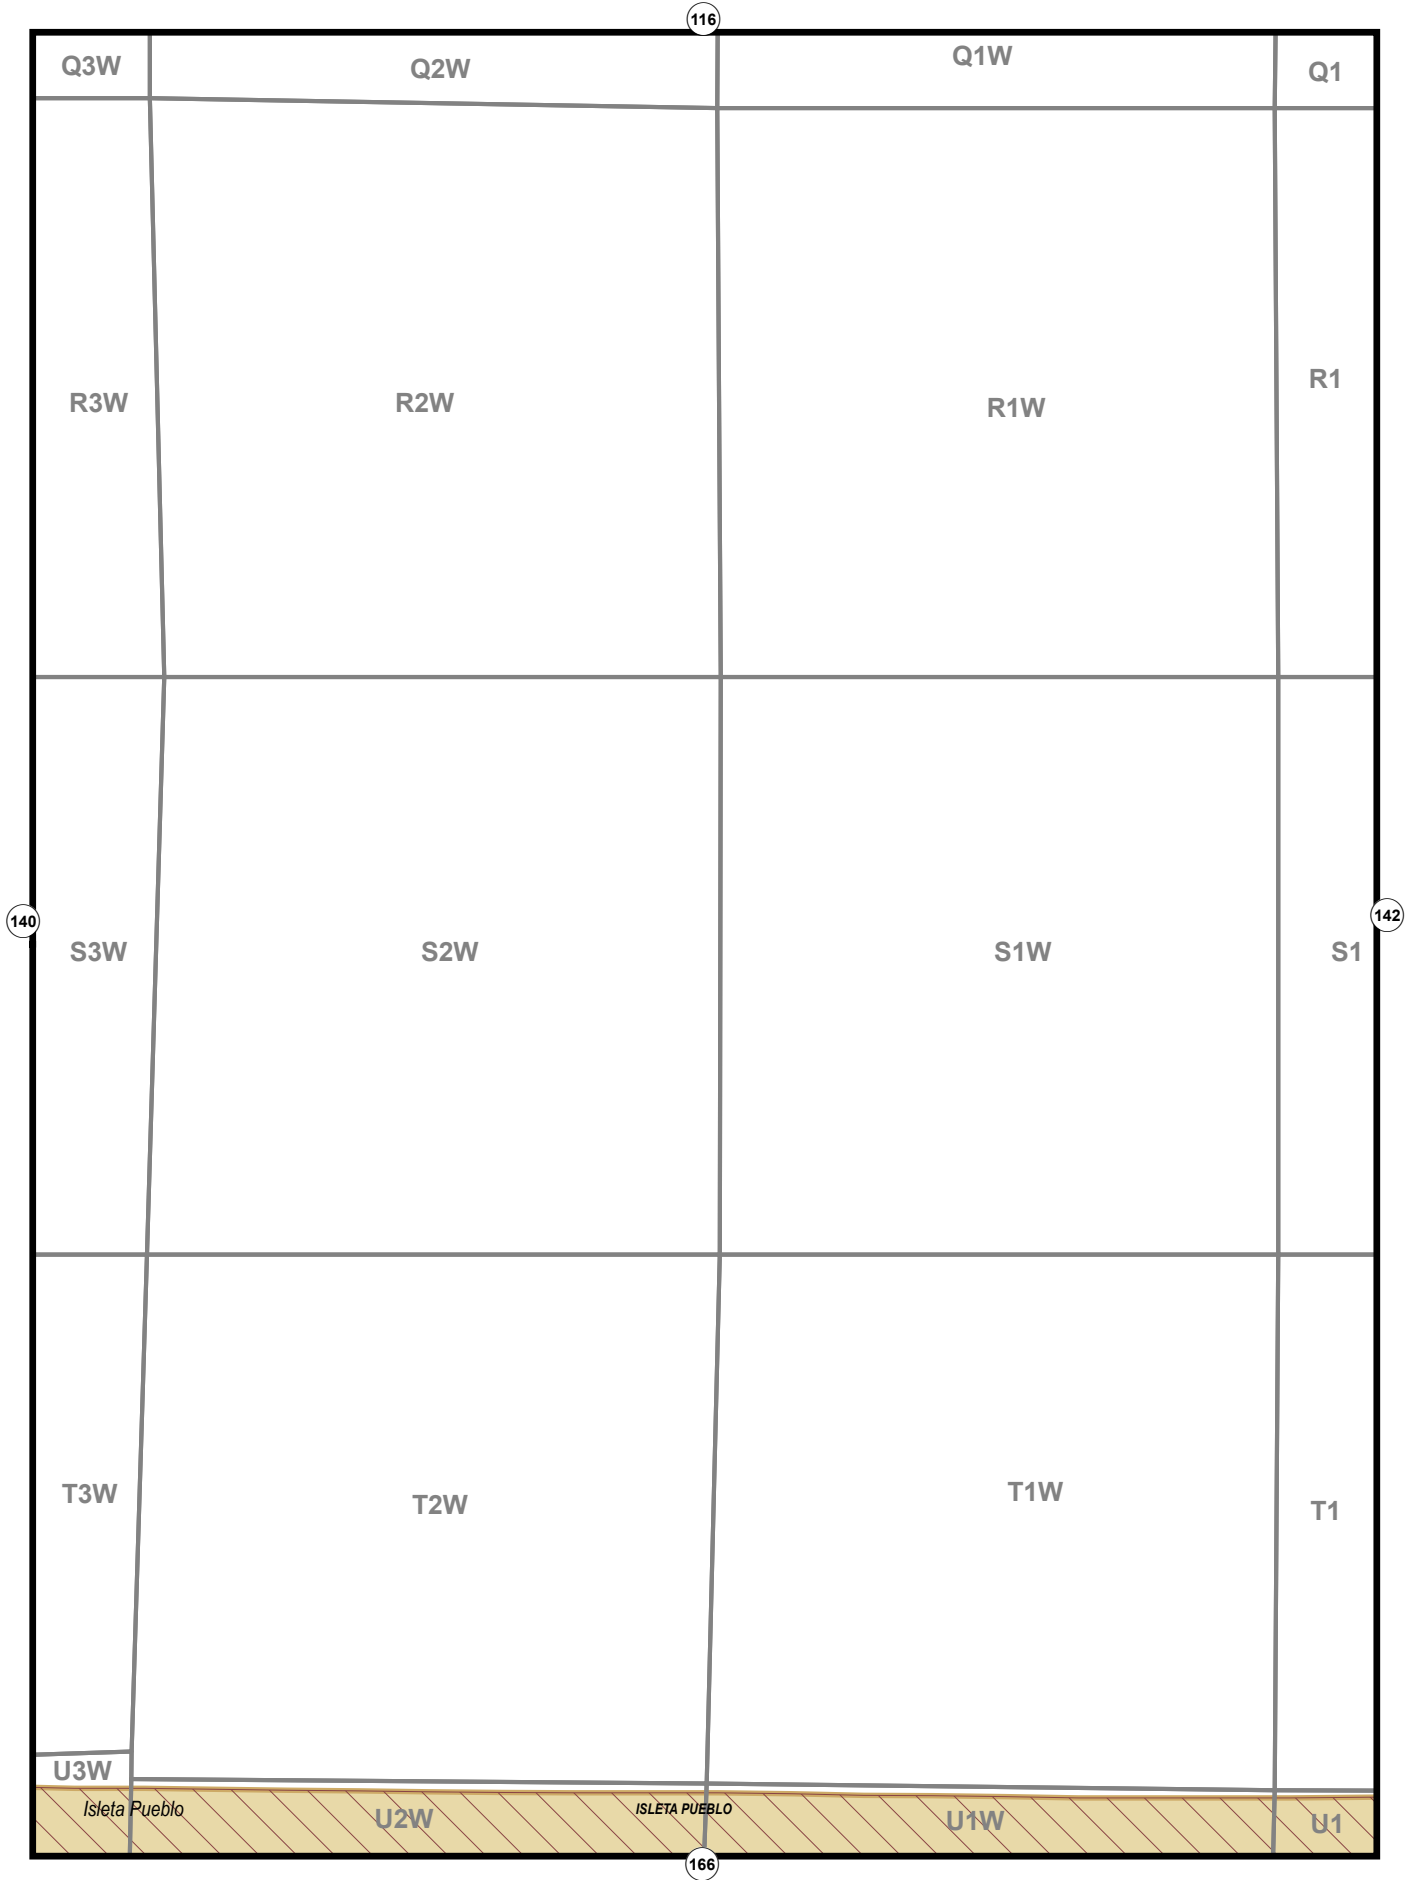 116
Q3W Q2W Q1W Q1
R3W R2W R1W R1
140 142
S3W S2W S1W S1
T3W T2W T1W T1
U3W
Isleta Pueblo U2W ISLETA PUEBLO U1W U1
166